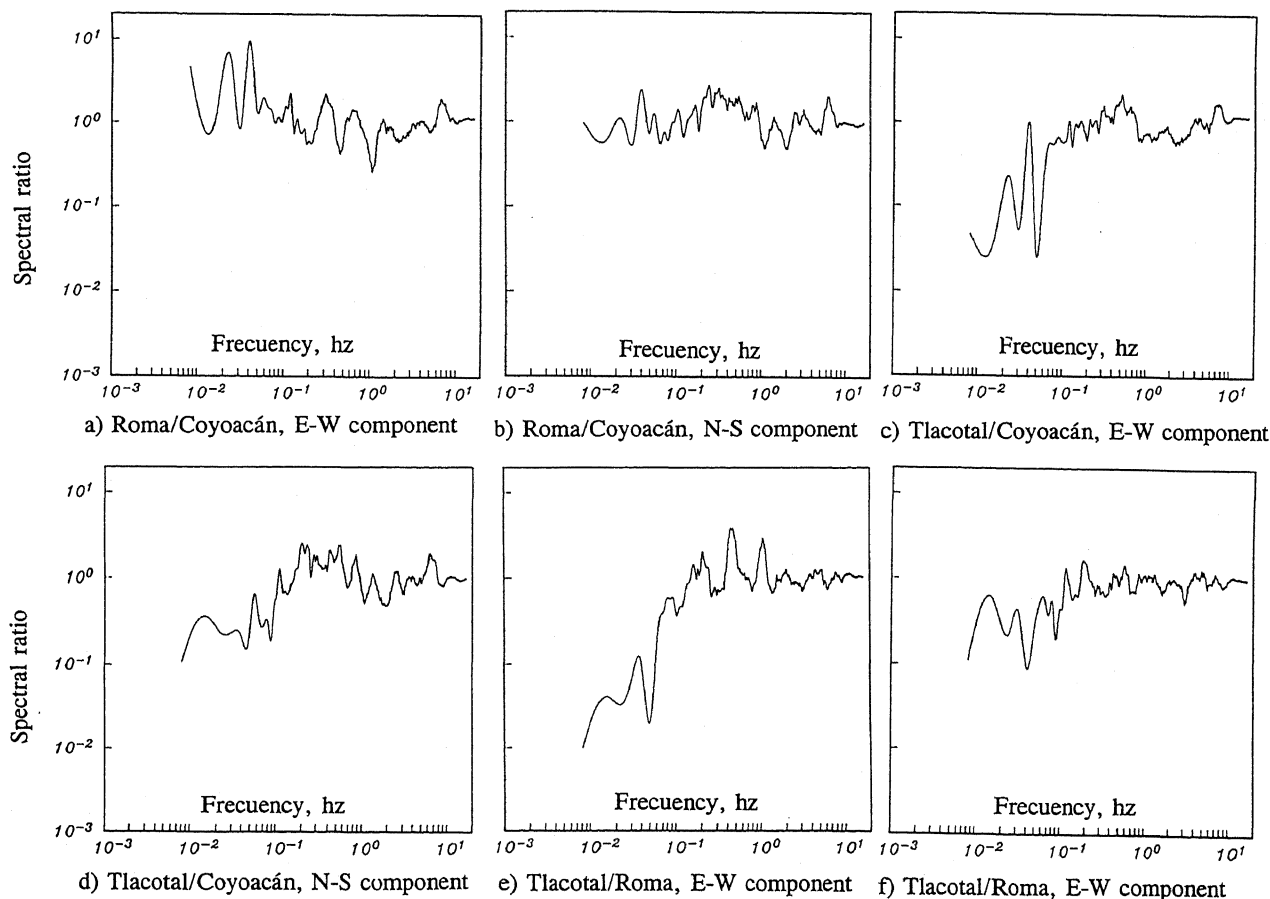 Spectral ratio
10¹
10⁰
10⁻¹
10⁻²
10⁻³
Frecuency, hz
10⁻³ 10⁻² 10⁻¹ 10⁰ 10¹
a) Roma/Coyoacán, E-W component
Frecuency, hz
10⁻³ 10⁻² 10⁻¹ 10⁰ 10¹
b) Roma/Coyoacán, N-S component
Frecuency, hz
10⁻³ 10⁻² 10⁻¹ 10⁰ 10¹
c) Tlacotal/Coyoacán, E-W component
Spectral ratio
10¹
10⁰
10⁻¹
10⁻²
10⁻³
Frecuency, hz
10⁻³ 10⁻² 10⁻¹ 10⁰ 10¹
d) Tlacotal/Coyoacán, N-S component
Frecuency, hz
10⁻³ 10⁻² 10⁻¹ 10⁰ 10¹
e) Tlacotal/Roma, E-W component
Frecuency, hz
10⁻³ 10⁻² 10⁻¹ 10⁰ 10¹
f) Tlacotal/Roma, E-W component